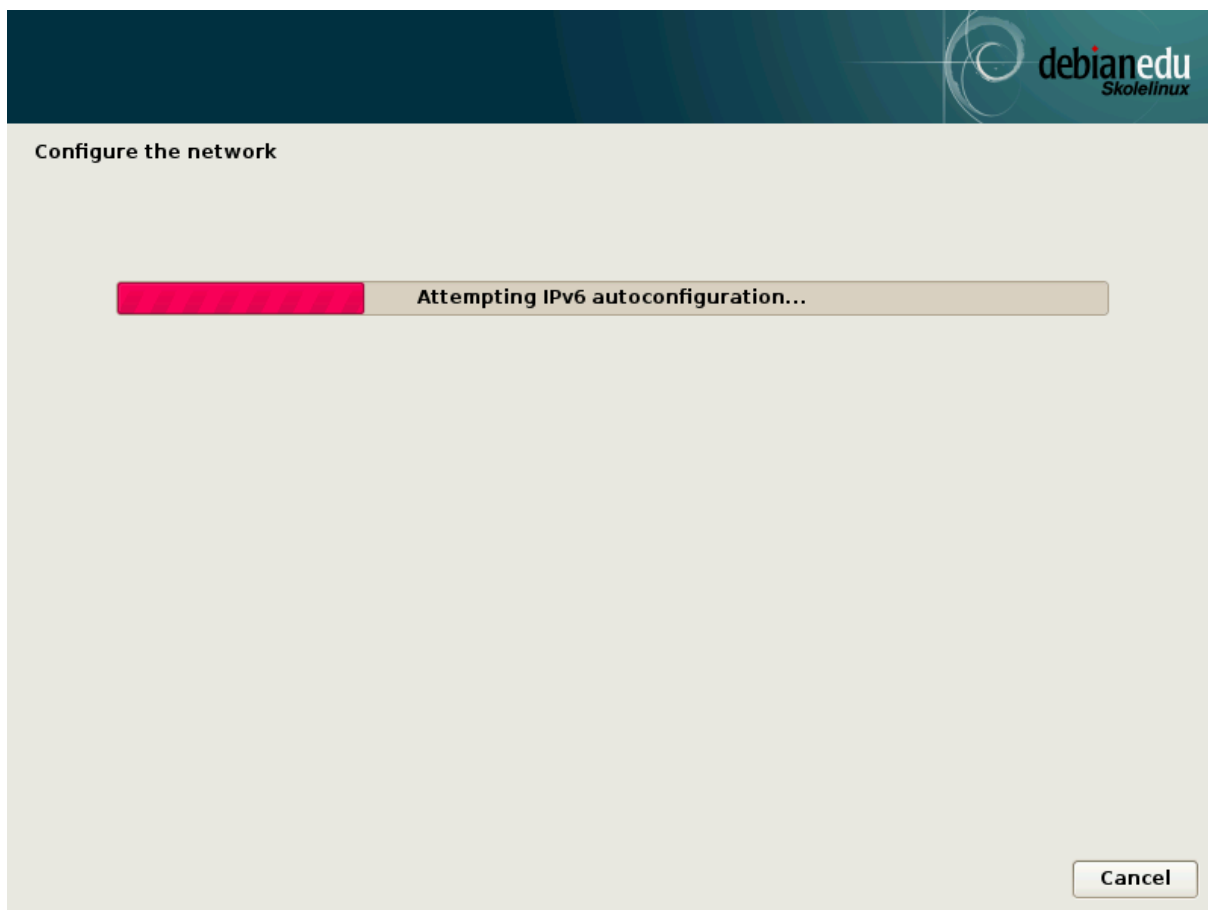 debianedu
Skolelinux
Configure the network
Attempting IPv6 autoconfiguration...
Cancel